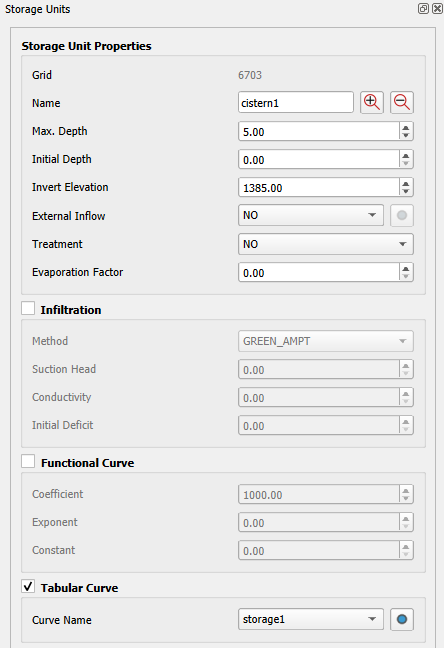 Storage Units
Storage Unit Properties
Grid 6703
Name cistern1
Max. Depth 5.00
Initial Depth 0.00
Invert Elevation 1385.00
External Inflow NO
Treatment NO
Evaporation Factor 0.00
Infiltration
Method GREEN_AMPT
Suction Head 0.00
Conductivity 0.00
Initial Deficit 0.00
Functional Curve
Coefficient 1000.00
Exponent 0.00
Constant 0.00
Tabular Curve
Curve Name storage1